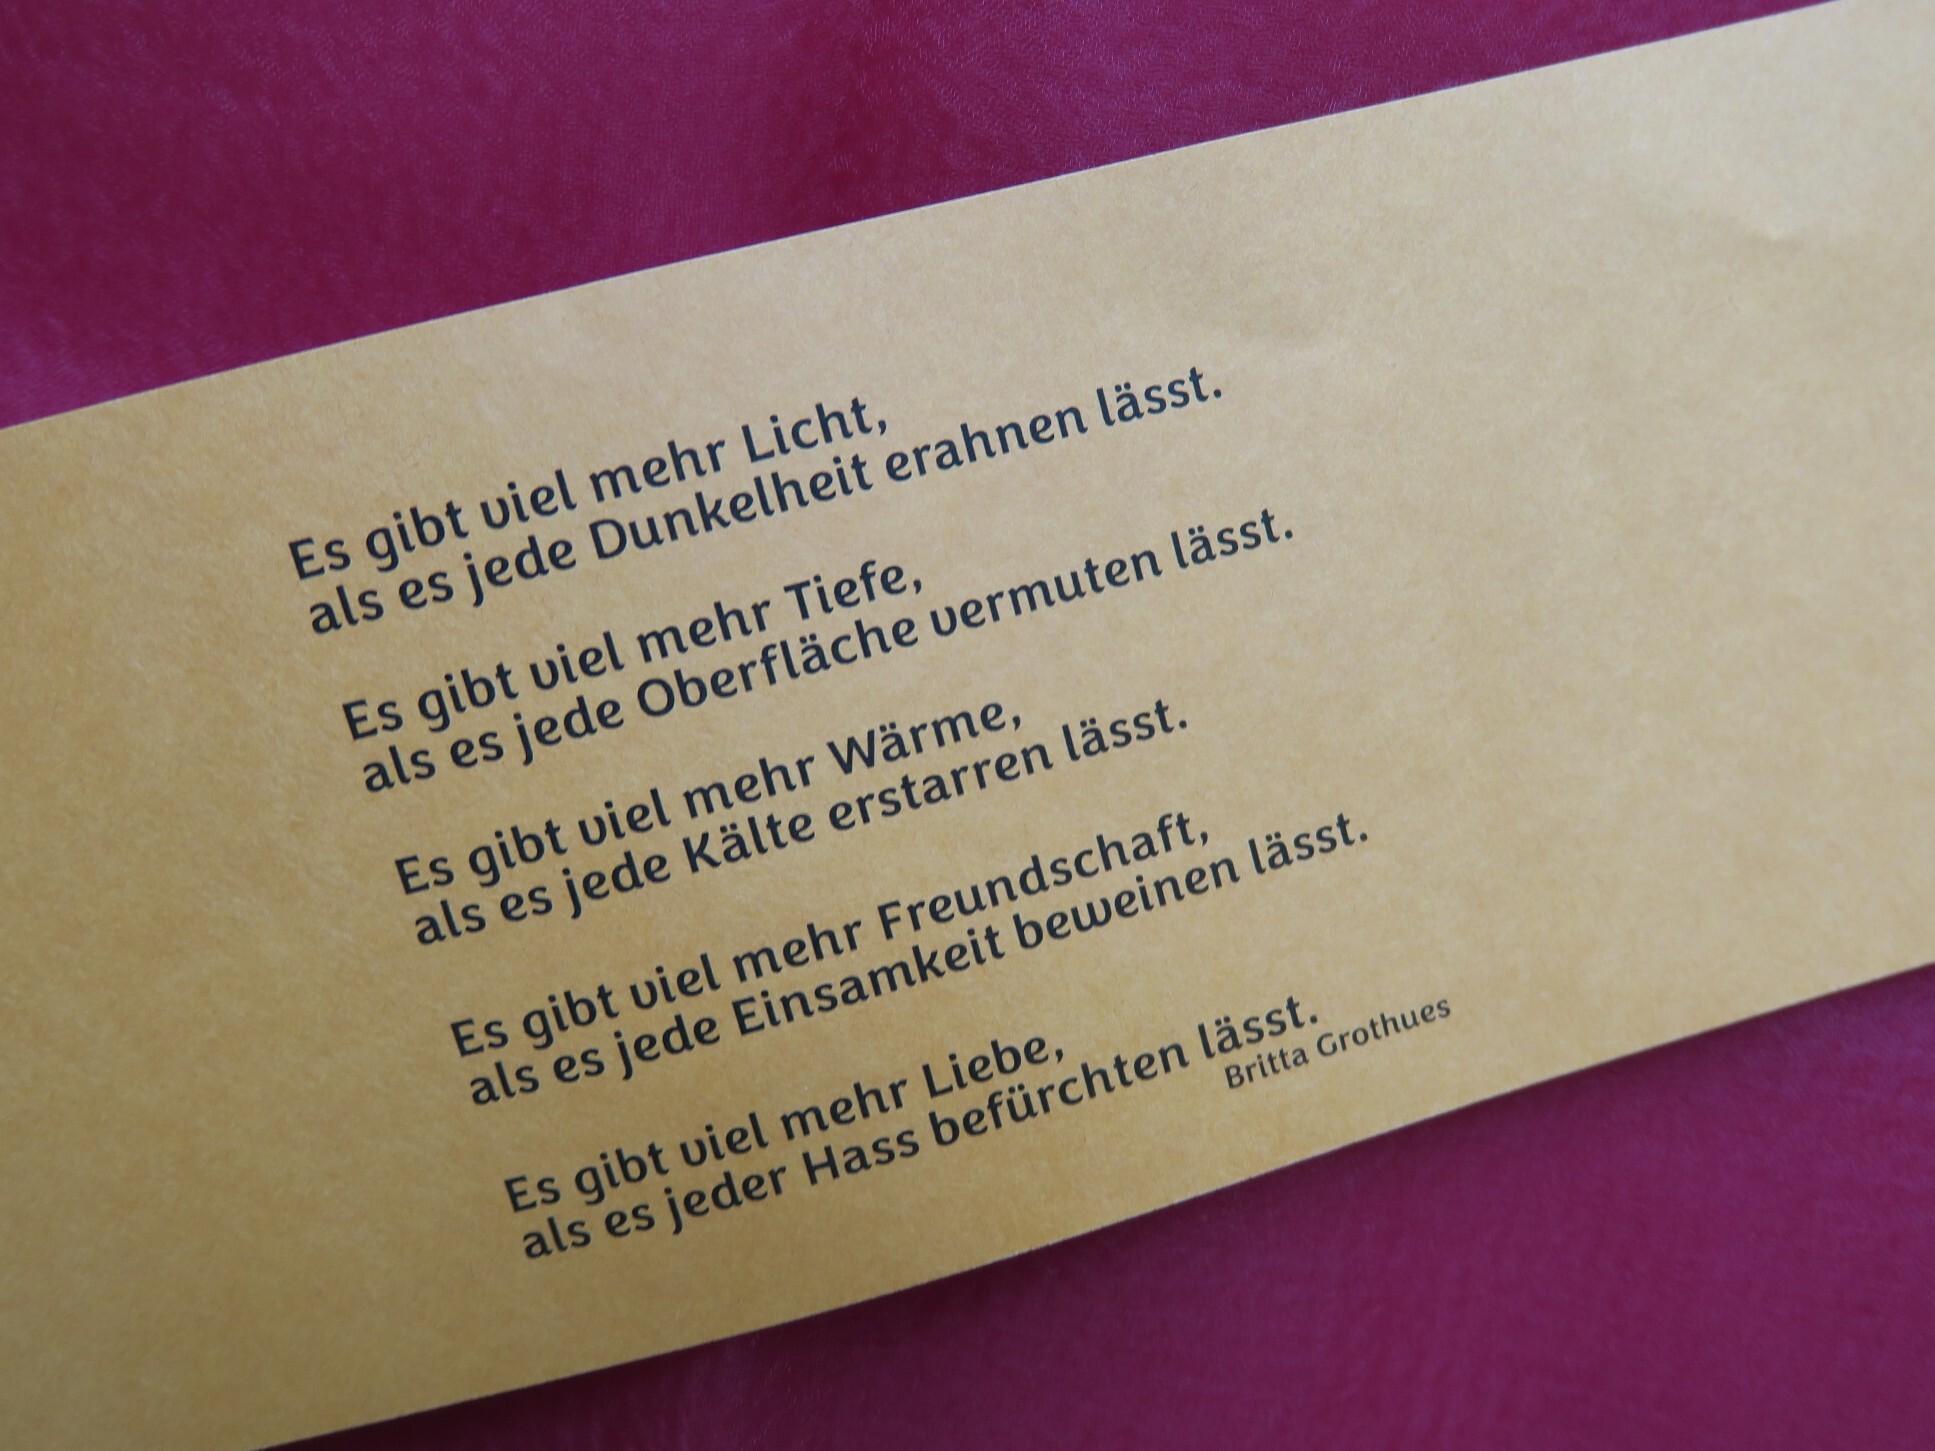 Es gibt viel mehr Licht,
als es jede Dunkelheit erahnen lässt.
Es gibt viel mehr Tiefe,
als es jede Oberfläche vermuten lässt.
Es gibt viel mehr Wärme,
als es jede Kälte erstarren lässt.
Es gibt viel mehr Freundschaft,
als es jede Einsamkeit beweinen lässt.
Es gibt viel mehr Liebe,
als es jeder Hass befürchten lässt.
Britta Grothues